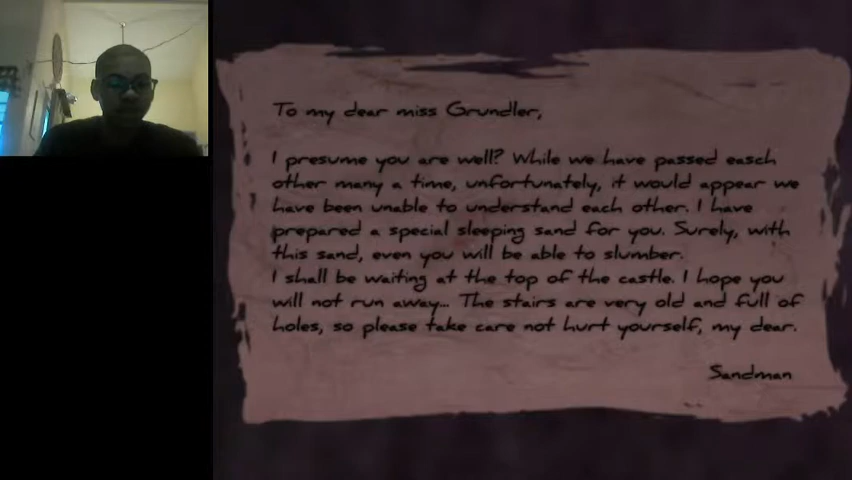 To my dear miss Grundler,
I presume you are well? While we have passed easch
other many a time, unfortunately, it would appear we
have been unable to understand each other. I have
prepared a special sleeping sand for you. Surely, with
this sand, even you will be able to slumber.
I shall be waiting at the top of the castle. I hope you
will not run away... The stairs are very old and full of
holes, so please take care not hurt yourself, my dear.
Sandman